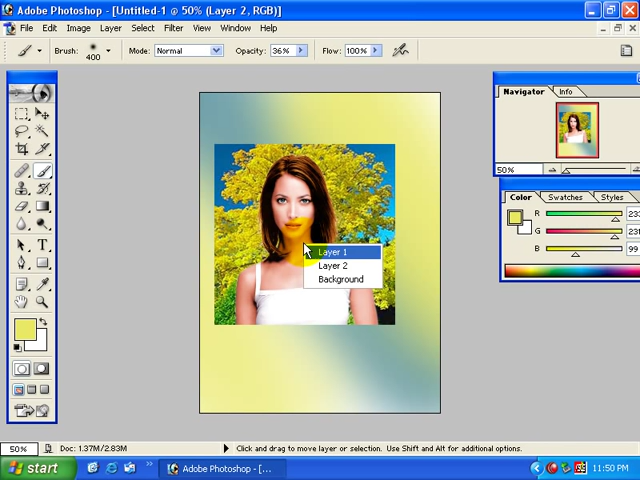 Adobe Photoshop - [Untitled-1 @ 50% (Layer 2, RGB)]
File Edit Image Layer Select Filter View Window Help
Brush: 400 Mode: Normal Opacity: 36% Flow: 100%
Navigator Info
50%
Color Swatches Styles
R
G
B 99
Layer 1
Layer 2
Background
T
50% Doc: 1.37M/2.83M Click and drag to move layer or selection. Use Shift and Alt for additional options.
start Adobe Photoshop - [... 11:50 PM